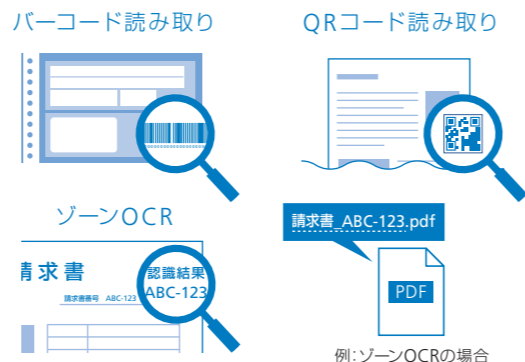 バーコード読み取り
QRコード読み取り
ゾーンOCR
請求書
請求書番号 ABC-123
認識結果
ABC-123
請求書_ABC-123.pdf
PDF
例:ゾーンOCRの場合